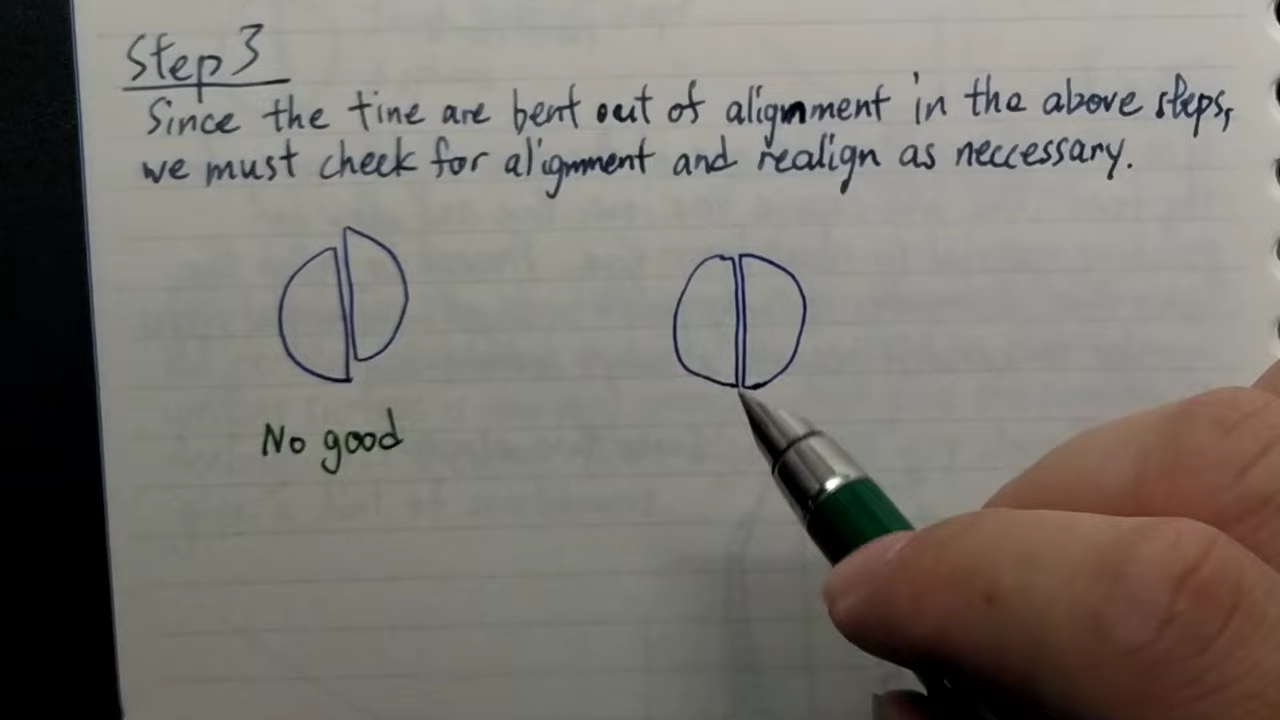 Step 3
Since the tine are bent out of alignment in the above steps,
we must check for alignment and realign as neccessary.
No good